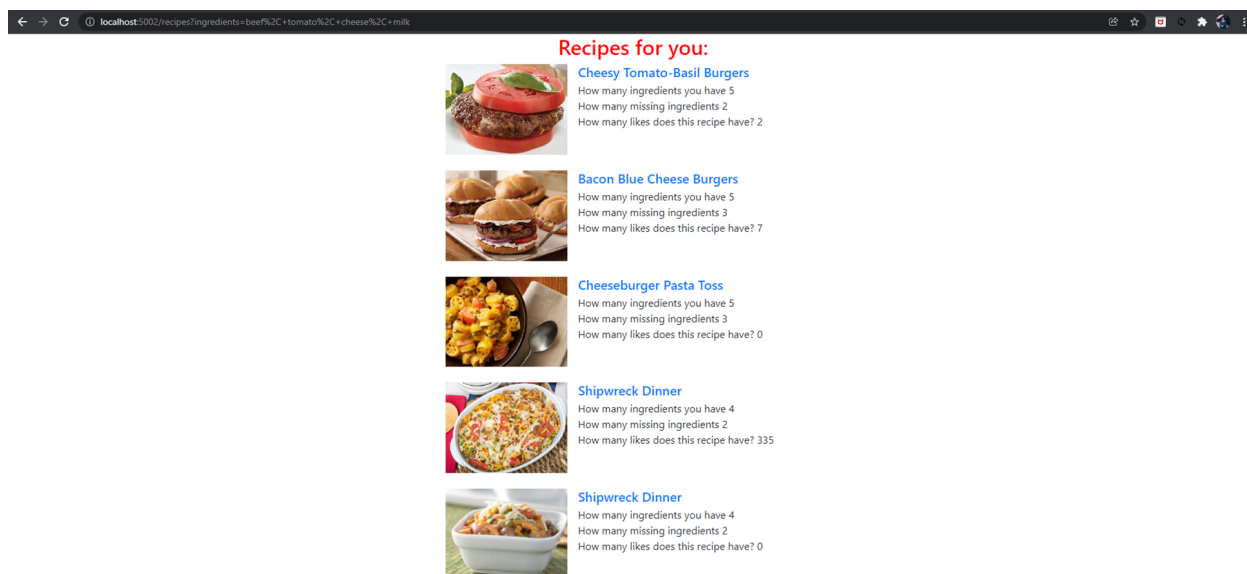 localhost:5002/recipes?ingredients=beef%2C+tomato%2C+cheese%2C+milk
Recipes for you:
Cheesy Tomato-Basil Burgers
How many ingredients you have 5
How many missing ingredients 2
How many likes does this recipe have? 2
Bacon Blue Cheese Burgers
How many ingredients you have 5
How many missing ingredients 3
How many likes does this recipe have? 7
Cheeseburger Pasta Toss
How many ingredients you have 5
How many missing ingredients 3
How many likes does this recipe have? 0
Shipwreck Dinner
How many ingredients you have 4
How many missing ingredients 2
How many likes does this recipe have? 335
Shipwreck Dinner
How many ingredients you have 4
How many missing ingredients 2
How many likes does this recipe have? 0